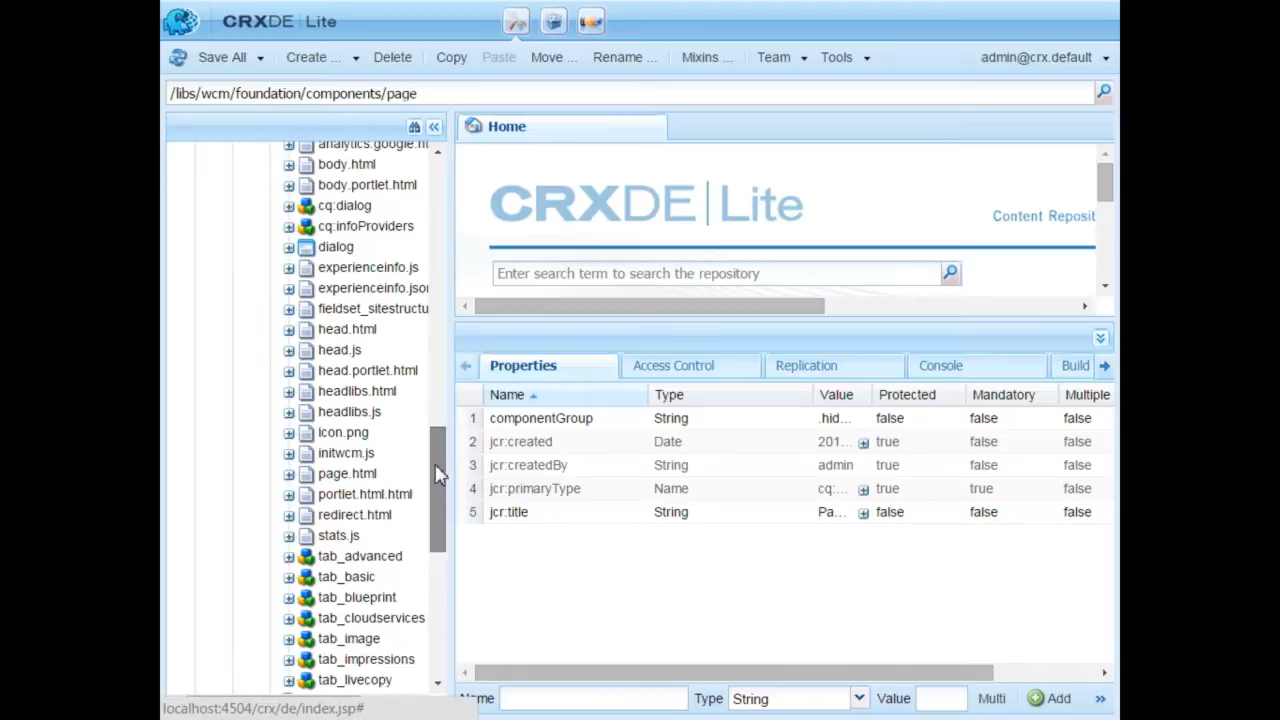 CRXDE | Lite
Save All Create ... Delete Copy Paste Move ... Rename ... Mixins ... Team Tools admin@crx.default
/libs/wcm/foundation/components/page
Home
analytics.google.ht
body.html
body.portlet.html
cq:dialog
cq:infoProviders
dialog
experienceinfo.js
experienceinfo.json
fieldset_sitestructu
head.html
head.js
head.portlet.html
headlibs.html
headlibs.js
icon.png
initwcm.js
page.html
portlet.html.html
redirect.html
stats.js
tab_advanced
tab_basic
tab_blueprint
tab_cloudservices
tab_image
tab_impressions
tab_livecopy
localhost:4504/crx/de/index.jsp#
CRXDE | Lite
Content Reposit
Enter search term to search the repository
Properties Access Control Replication Console Build
Name Type Value Protected Mandatory Multiple
1 componentGroup String .hid... false false false
2 jcr:created Date 201... true false false
3 jcr:createdBy String admin true false false
4 jcr:primaryType Name cq:... true true false
5 jcr:title String Pa... false false false
Name Type String Value Multi Add »